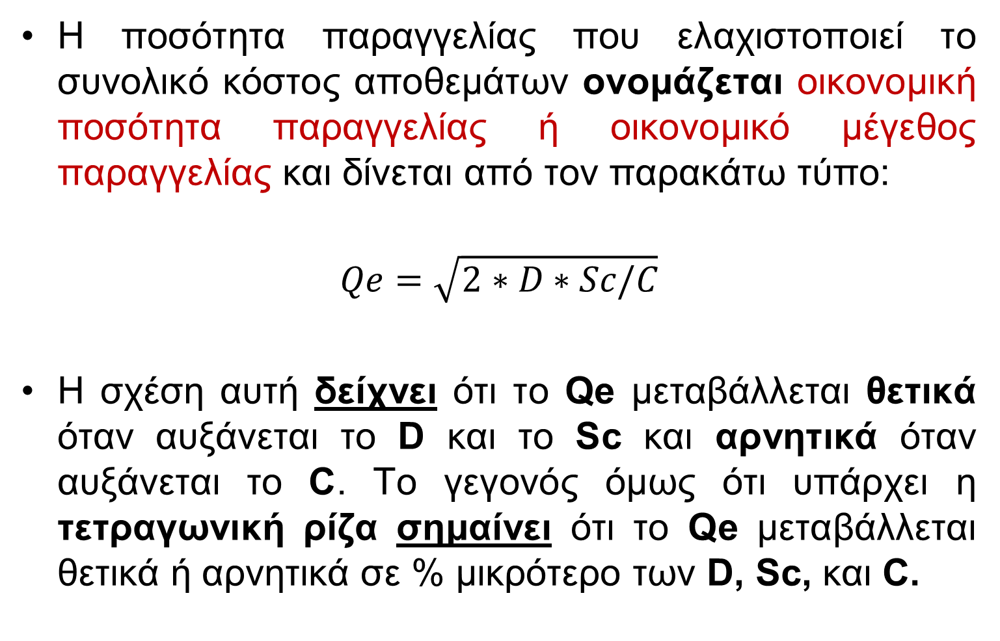 • Η ποσότητα παραγγελίας που ελαχιστοποιεί το
συνολικό κόστος αποθεμάτων ονομάζεται οικονομική
ποσότητα παραγγελίας ή οικονομικό μέγεθος
παραγγελίας και δίνεται από τον παρακάτω τύπο:
Qe = √2 ∗ D ∗ Sc/C
• Η σχέση αυτή δείχνει ότι το Qe μεταβάλλεται θετικά
όταν αυξάνεται το D και το Sc και αρνητικά όταν
αυξάνεται το C. Το γεγονός όμως ότι υπάρχει η
τετραγωνική ρίζα σημαίνει ότι το Qe μεταβάλλεται
θετικά ή αρνητικά σε % μικρότερο των D, Sc, και C.